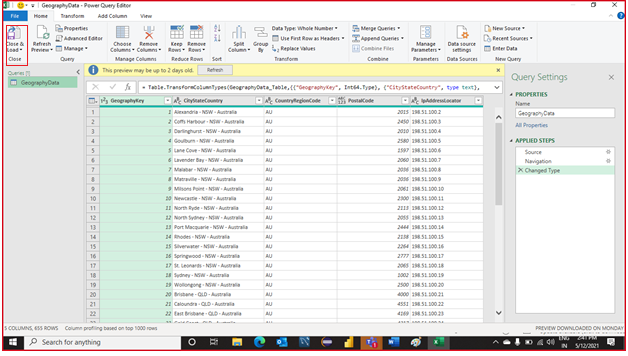 GeographyData - Power Query Editor
File Home Transform Add Column View
Close & Load Refresh Preview Properties Advanced Editor Manage Choose Columns Remove Columns Keep Rows Remove Rows Split Column Group By Data Type: Whole Number Use First Row as Headers Replace Values Merge Queries Append Queries Combine Files Manage Parameters Data source settings New Source Recent Sources Enter Data
Close Query Manage Columns Reduce Rows Sort Transform Combine Parameters Data Sources New Query
Queries [1]
GeographyData
This preview may be up to 2 days old. Refresh
= Table.TransformColumnTypes(GeographyData_Table,{{"GeographyKey", Int64.Type}, {"CityStateCountry", type text},
GeographyKey CityStateCountry CountryRegionCode PostalCode IpAddressLocator
1 1 Alexandria - NSW - Australia AU 2015 198.51.100.2
2 2 Coffs Harbour - NSW - Australia AU 2450 198.51.100.3
3 3 Darlinghurst - NSW - Australia AU 2010 198.51.100.4
4 4 Goulburn - NSW - Australia AU 2580 198.51.100.5
5 5 Lane Cove - NSW - Australia AU 1597 198.51.100.6
6 6 Lavender Bay - NSW - Australia AU 2060 198.51.100.7
7 7 Malabar - NSW - Australia AU 2036 198.51.100.8
8 8 Matraville - NSW - Australia AU 2036 198.51.100.9
9 9 Milsons Point - NSW - Australia AU 2061 198.51.100.10
10 10 Newcastle - NSW - Australia AU 2300 198.51.100.11
11 11 North Ryde - NSW - Australia AU 2113 198.51.100.12
12 12 North Sydney - NSW - Australia AU 2055 198.51.100.13
13 13 Port Macquarie - NSW - Australia AU 2444 198.51.100.14
14 14 Rhodes - NSW - Australia AU 2138 198.51.100.15
15 15 Silverwater - NSW - Australia AU 2264 198.51.100.16
16 16 Springwood - NSW - Australia AU 2777 198.51.100.17
17 17 St. Leonards - NSW - Australia AU 2065 198.51.100.18
18 18 Sydney - NSW - Australia AU 1002 198.51.100.19
19 19 Wollongong - NSW - Australia AU 2500 198.51.100.20
20 20 Brisbane - QLD - Australia AU 4000 198.51.100.21
21 21 Caloundra - QLD - Australia AU 4551 198.51.100.22
22 22 East Brisbane - QLD - Australia AU 4169 198.51.100.23
Query Settings
PROPERTIES
Name
GeographyData
All Properties
APPLIED STEPS
Source
Navigation
Changed Type
5 COLUMNS, 655 ROWS Column profiling based on top 1000 rows PREVIEW DOWNLOADED ON MONDAY
Type here to search ENG 2:41 PM
IN 5/12/2021